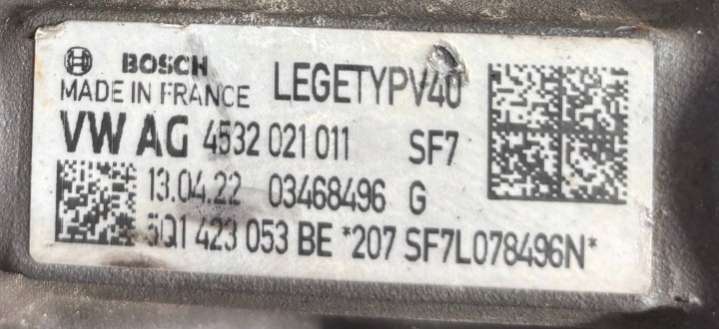 BOSCH LEGETYPV40
MADE IN FRANCE
VW AG 4532 021 011 SF7
13.04.22 03468496 G
5Q1 423 053 BE *207 SF7L078496N*